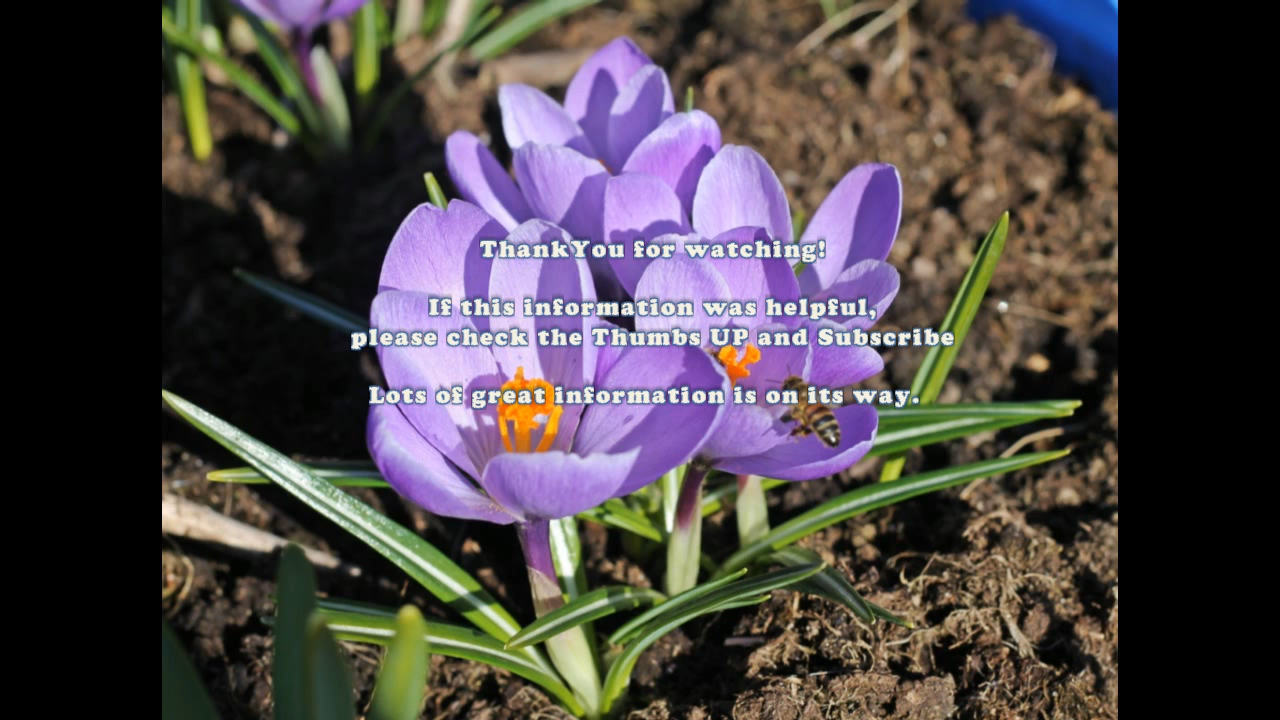 ThankYou for watching!
If this information was helpful,
please check the Thumbs UP and Subscribe
Lots of great information is on its way.